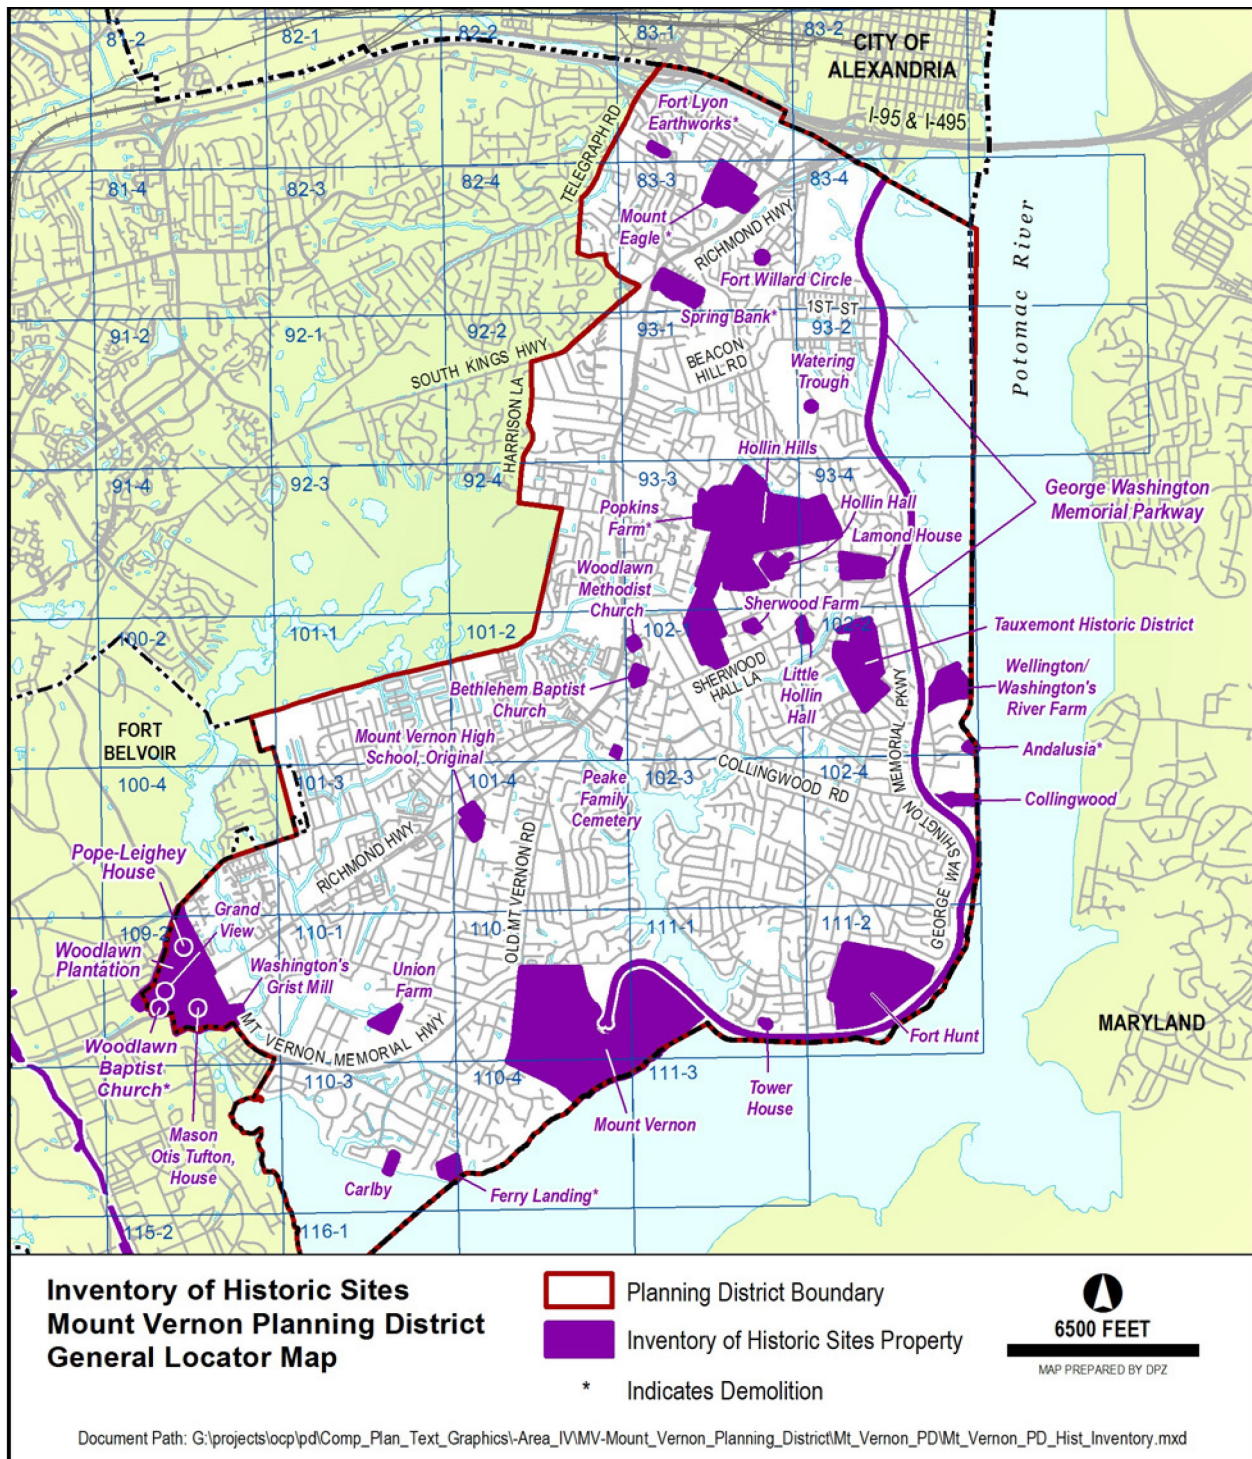 81-2
82-1
82-2
83-1
83-2
CITY OF
ALEXANDRIA
I-95 & I-495
Fort Lyon
Earthworks*
TELEGRAPH RD
81-4
82-3
82-4
83-3
83-4
Mount
Eagle *
RICHMOND HWY
Fort Willard Circle
Potomac River
Spring Bank*
1ST ST
91-2
92-1
92-2
93-1
93-2
SOUTH KINGS HWY
BEACON
HILL RD
Watering
Trough
HARRISON LA
Hollin Hills
91-4
92-3
92-4
93-3
93-4
Popkins
Farm*
Hollin Hall
George Washington
Memorial Parkway
Lamond House
Woodlawn
Methodist
Church
Sherwood Farm
100-2
101-1
101-2
102-1
102-2
Tauxemont Historic District
SHERWOOD
HALL LA
Little
Hollin
Hall
Wellington/
Washington's
River Farm
Bethlehem Baptist
Church
MEMORIAL PKWY
FORT
BELVOIR
Mount Vernon High
School, Original
Andalusia*
100-4
101-3
101-4
102-3
102-4
COLLINGWOOD RD
Peake
Family
Cemetery
Collingwood
GEORGE WASHINGTON
RICHMOND HWY
OLD MT VERNON RD
Pope-Leighey
House
Grand
View
109-2
110-1
110-
111-1
111-2
Woodlawn
Plantation
Washington's
Grist Mill
Union
Farm
MT VERNON MEMORIAL HWY
Fort Hunt
MARYLAND
Woodlawn
Baptist
Church*
110-3
110-4
111-3
Tower
House
Mount Vernon
Mason
Otis Tufton,
House
Carlby
Ferry Landing*
115-2
116-1
Inventory of Historic Sites
Mount Vernon Planning District
General Locator Map
Planning District Boundary
Inventory of Historic Sites Property
* Indicates Demolition
6500 FEET
MAP PREPARED BY DPZ
Document Path: G:\projects\ocp\pd\Comp_Plan_Text_Graphics\-Area_IV\MV-Mount_Vernon_Planning_District\Mt_Vernon_PD\Mt_Vernon_PD_Hist_Inventory.mxd